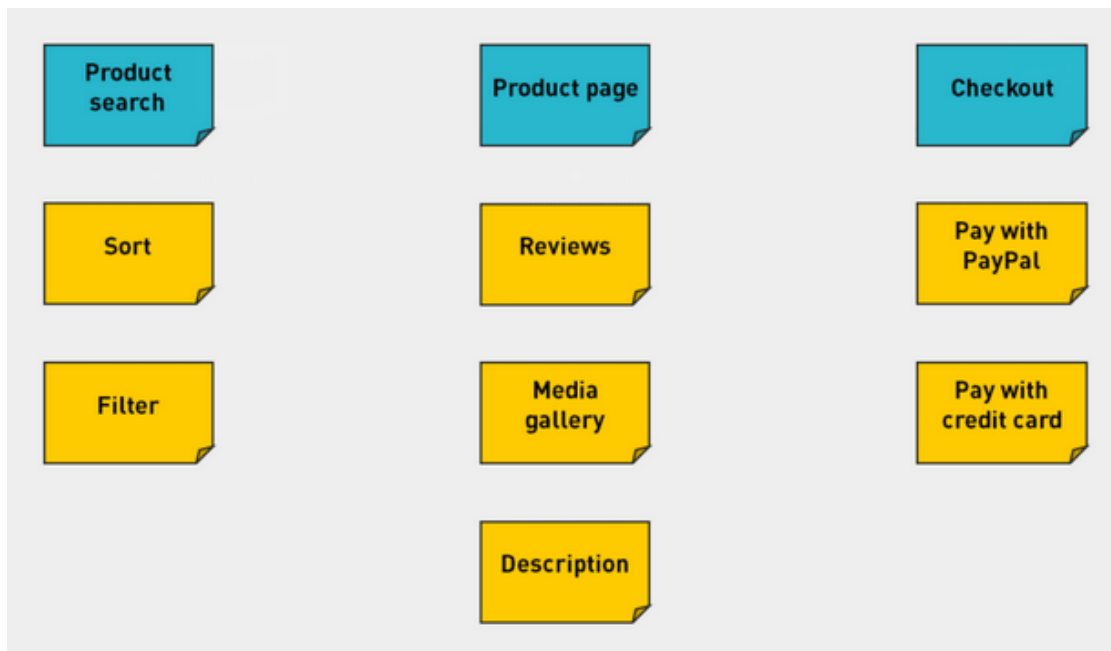 Product
search
Product page
Checkout
Sort
Reviews
Pay with
PayPal
Filter
Media
gallery
Pay with
credit card
Description